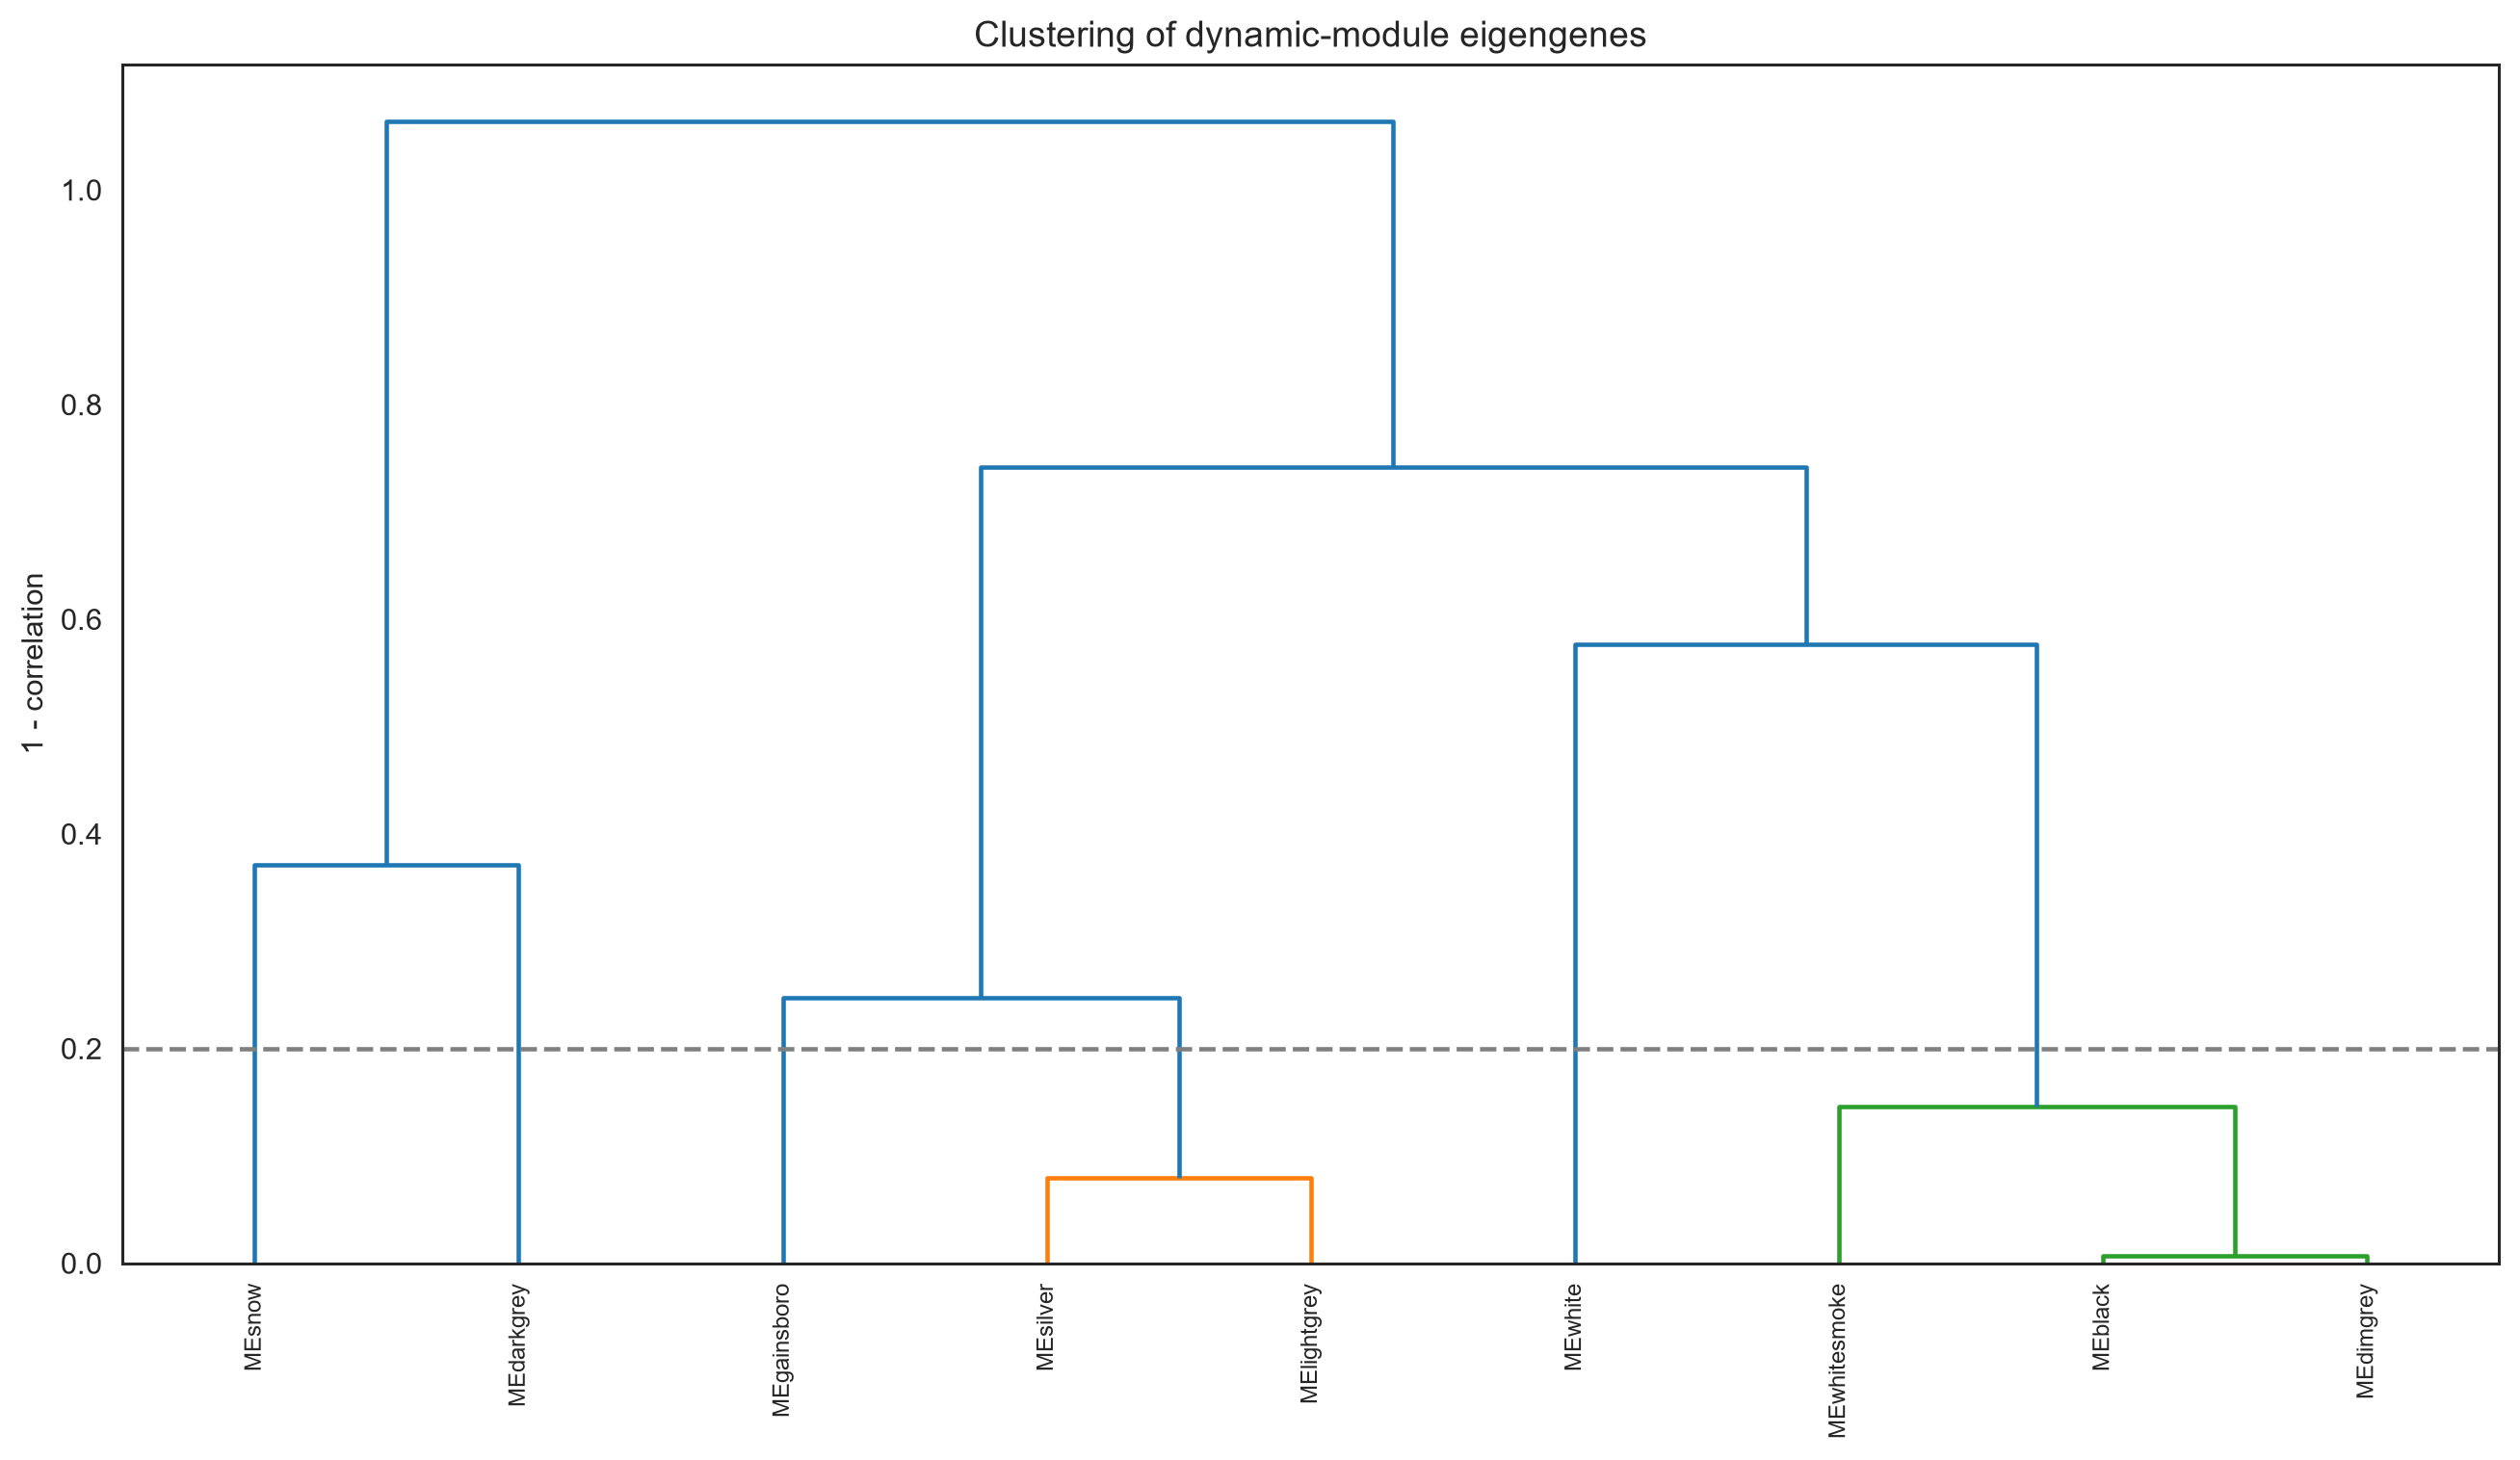 Clustering of dynamic-module eigengenes
1 - correlation
1.0
0.8
0.6
0.4
0.2
0.0
MEsnow
MEdarkgrey
MEgainsboro
MEsilver
MElightgrey
MEwhite
MEwhitesmoke
MEblack
MEdimgrey